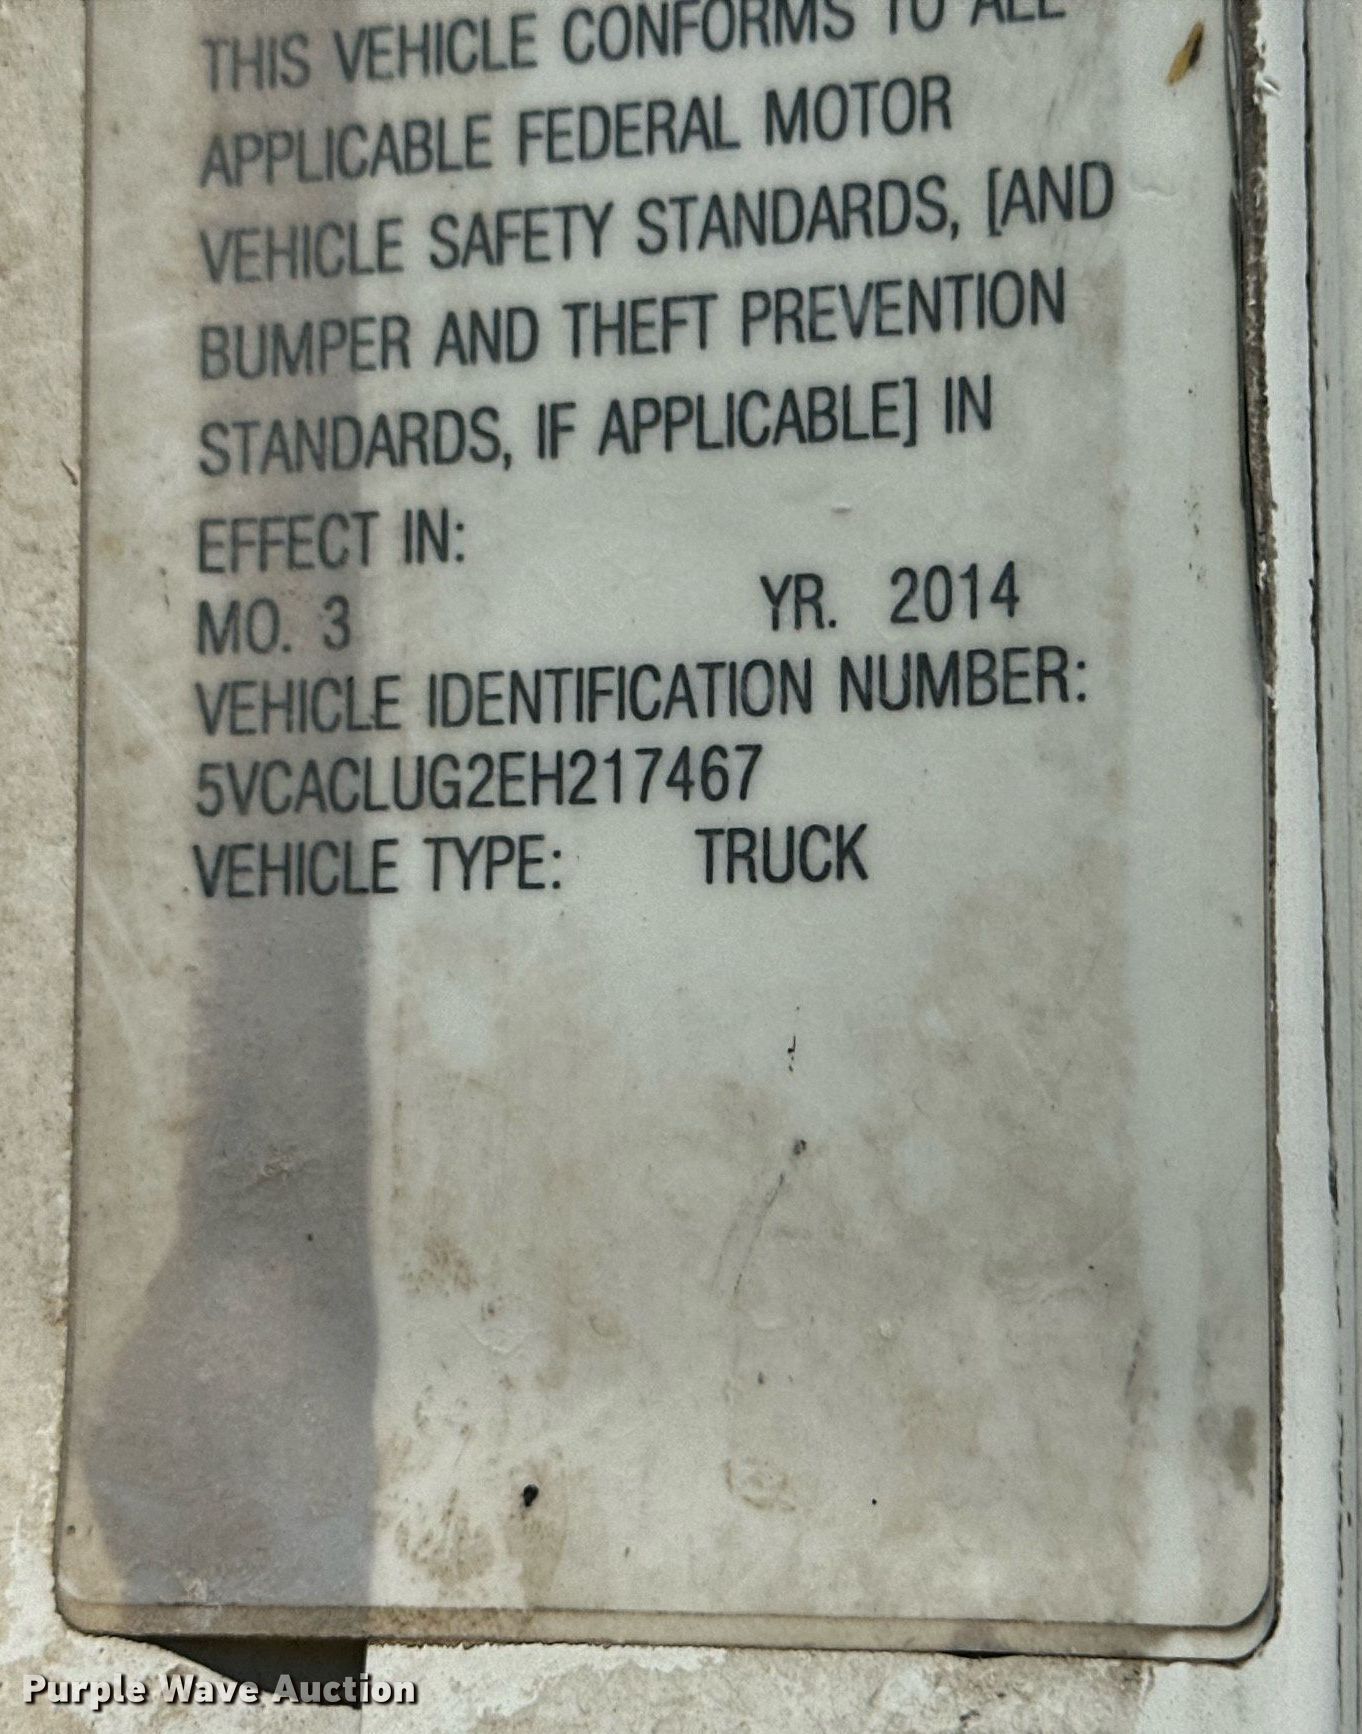 THIS VEHICLE CONFORMS TO ALL
APPLICABLE FEDERAL MOTOR
VEHICLE SAFETY STANDARDS, [AND
BUMPER AND THEFT PREVENTION
STANDARDS, IF APPLICABLE] IN
EFFECT IN:
MO. 3 YR. 2014
VEHICLE IDENTIFICATION NUMBER:
5VCACLUG2EH217467
VEHICLE TYPE: TRUCK
Purple Wave Auction